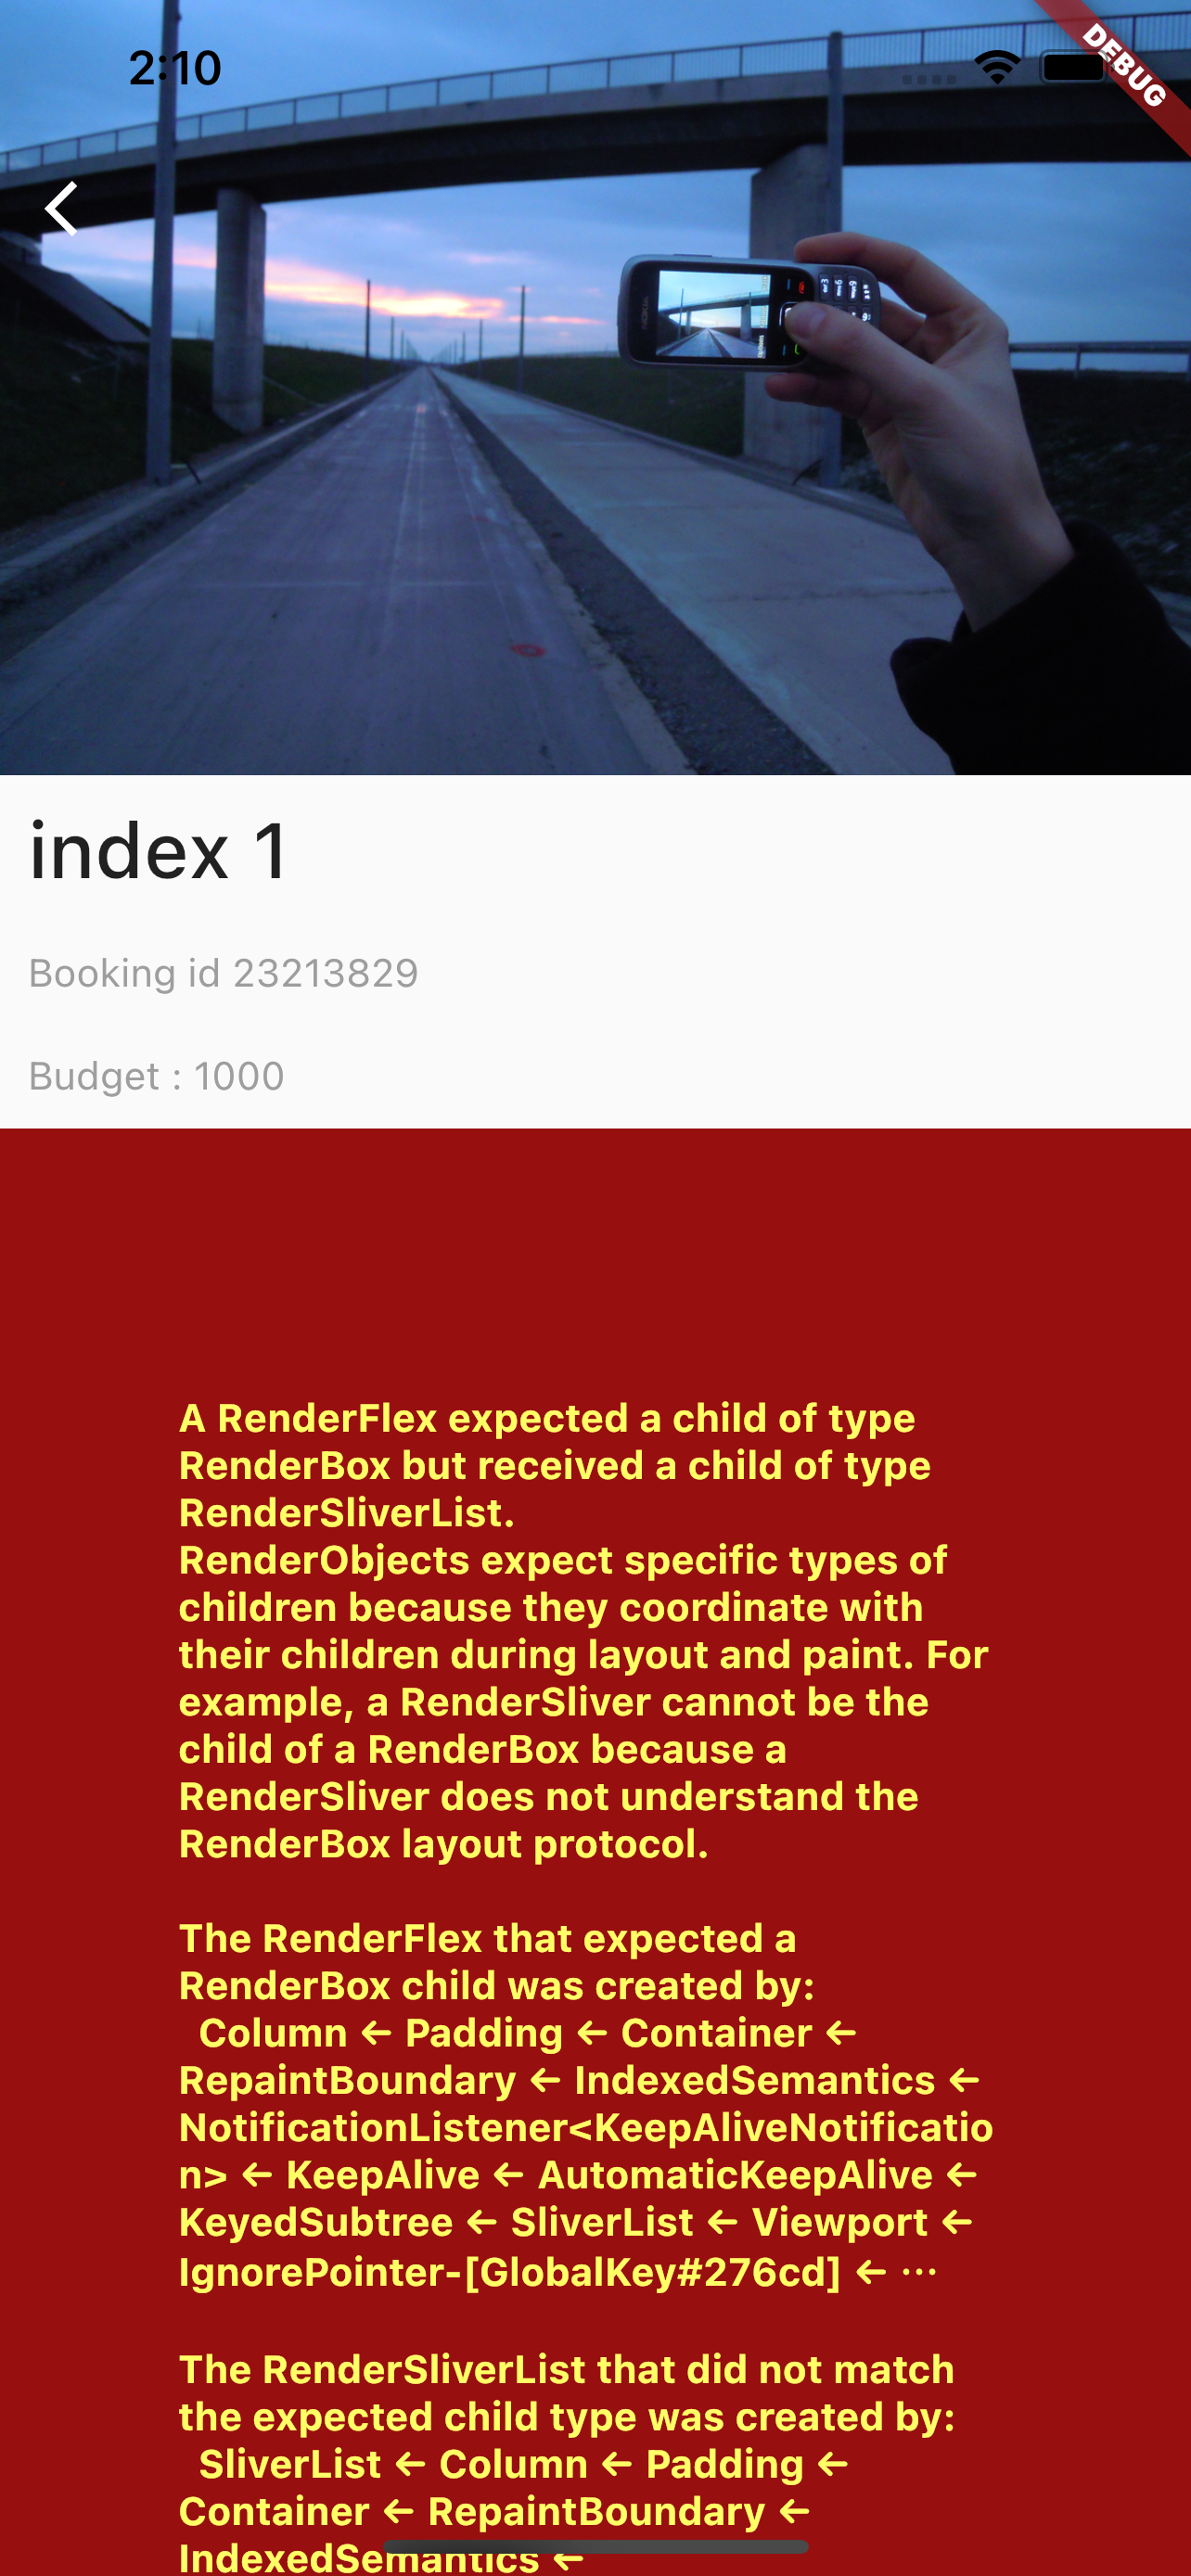 2:10
DEBUG
index 1
Booking id 23213829
Budget : 1000
A RenderFlex expected a child of type
RenderBox but received a child of type
RenderSliverList.
RenderObjects expect specific types of
children because they coordinate with
their children during layout and paint. For
example, a RenderSliver cannot be the
child of a RenderBox because a
RenderSliver does not understand the
RenderBox layout protocol.
The RenderFlex that expected a
RenderBox child was created by:
Column ← Padding ← Container ←
RepaintBoundary ← IndexedSemantics ←
NotificationListener<KeepAliveNotificatio
n> ← KeepAlive ← AutomaticKeepAlive ←
KeyedSubtree ← SliverList ← Viewport ←
IgnorePointer-[GlobalKey#276cd] ← ⋯
The RenderSliverList that did not match
the expected child type was created by:
SliverList ← Column ← Padding ←
Container ← RepaintBoundary ←
IndexedSemantics ←